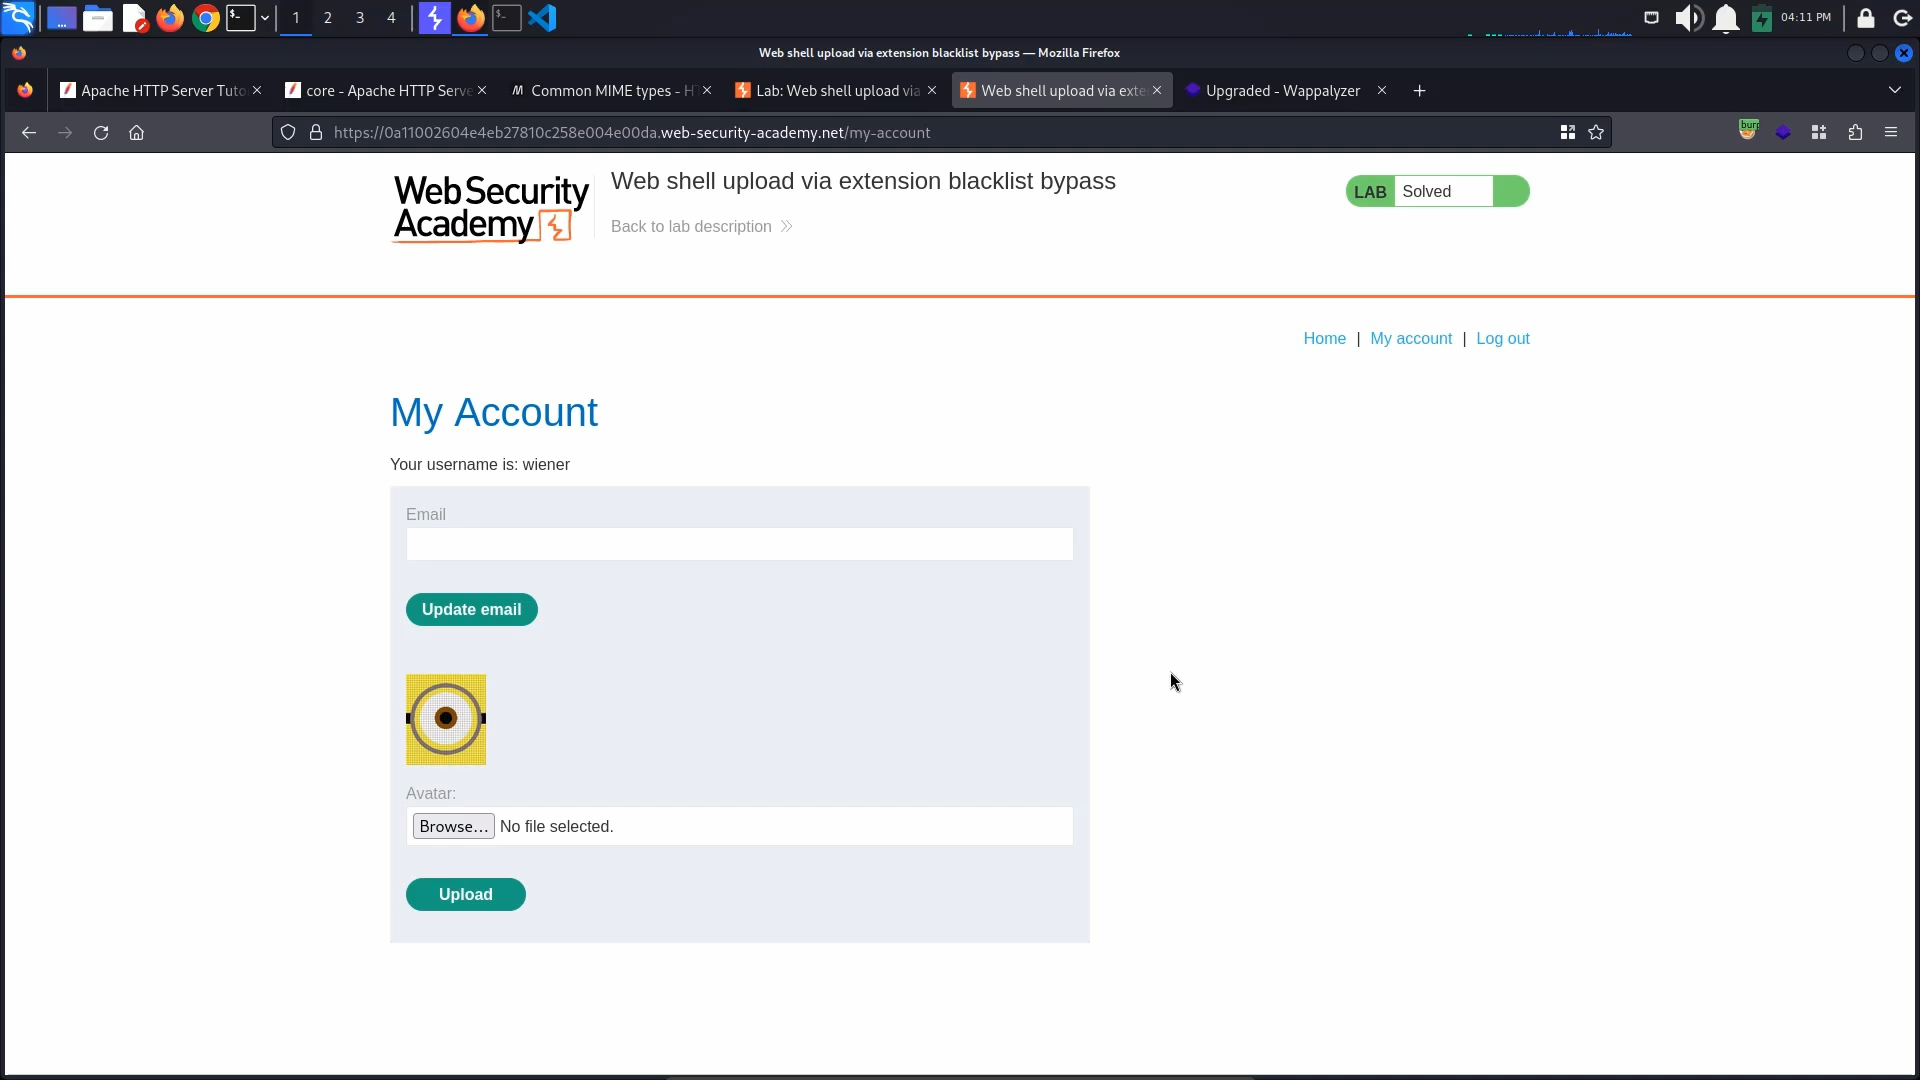 1 2 3 4 04:11 PM
Web shell upload via extension blacklist bypass — Mozilla Firefox
Apache HTTP Server Tuto
core - Apache HTTP Serve
Common MIME types - H
Lab: Web shell upload via
Web shell upload via exte
Upgraded - Wappalyzer
https://0a11002604e4eb27810c258e004e00da.web-security-academy.net/my-account
burp
Web Security
Academy
Web shell upload via extension blacklist bypass
Back to lab description
LAB Solved
Home | My account | Log out
My Account
Your username is: wiener
Email
Update email
Avatar:
Browse... No file selected.
Upload